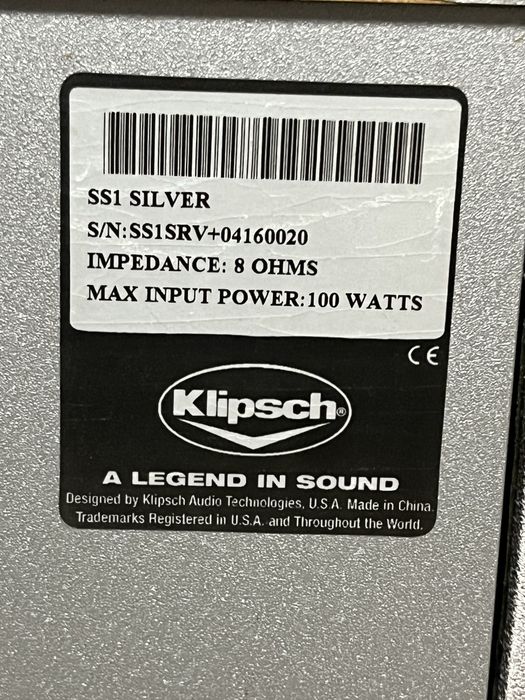 SS1 SILVER
S/N:SS1SRV+04160020
IMPEDANCE: 8 OHMS
MAX INPUT POWER:100 WATTS
CE
Klipsch®
A LEGEND IN SOUND
Designed by Klipsch Audio Technologies, U.S.A. Made in China.
Trademarks Registered in U.S.A. and Throughout the World.